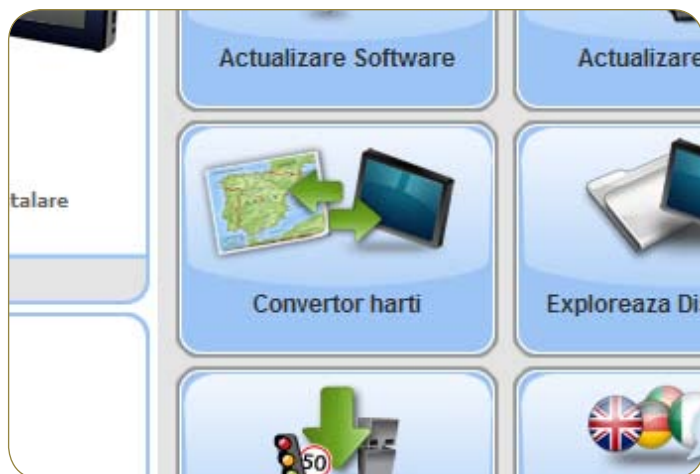 Actualizare Software
Actualizare
talare
Convertor harti
Exploreaza Di
50